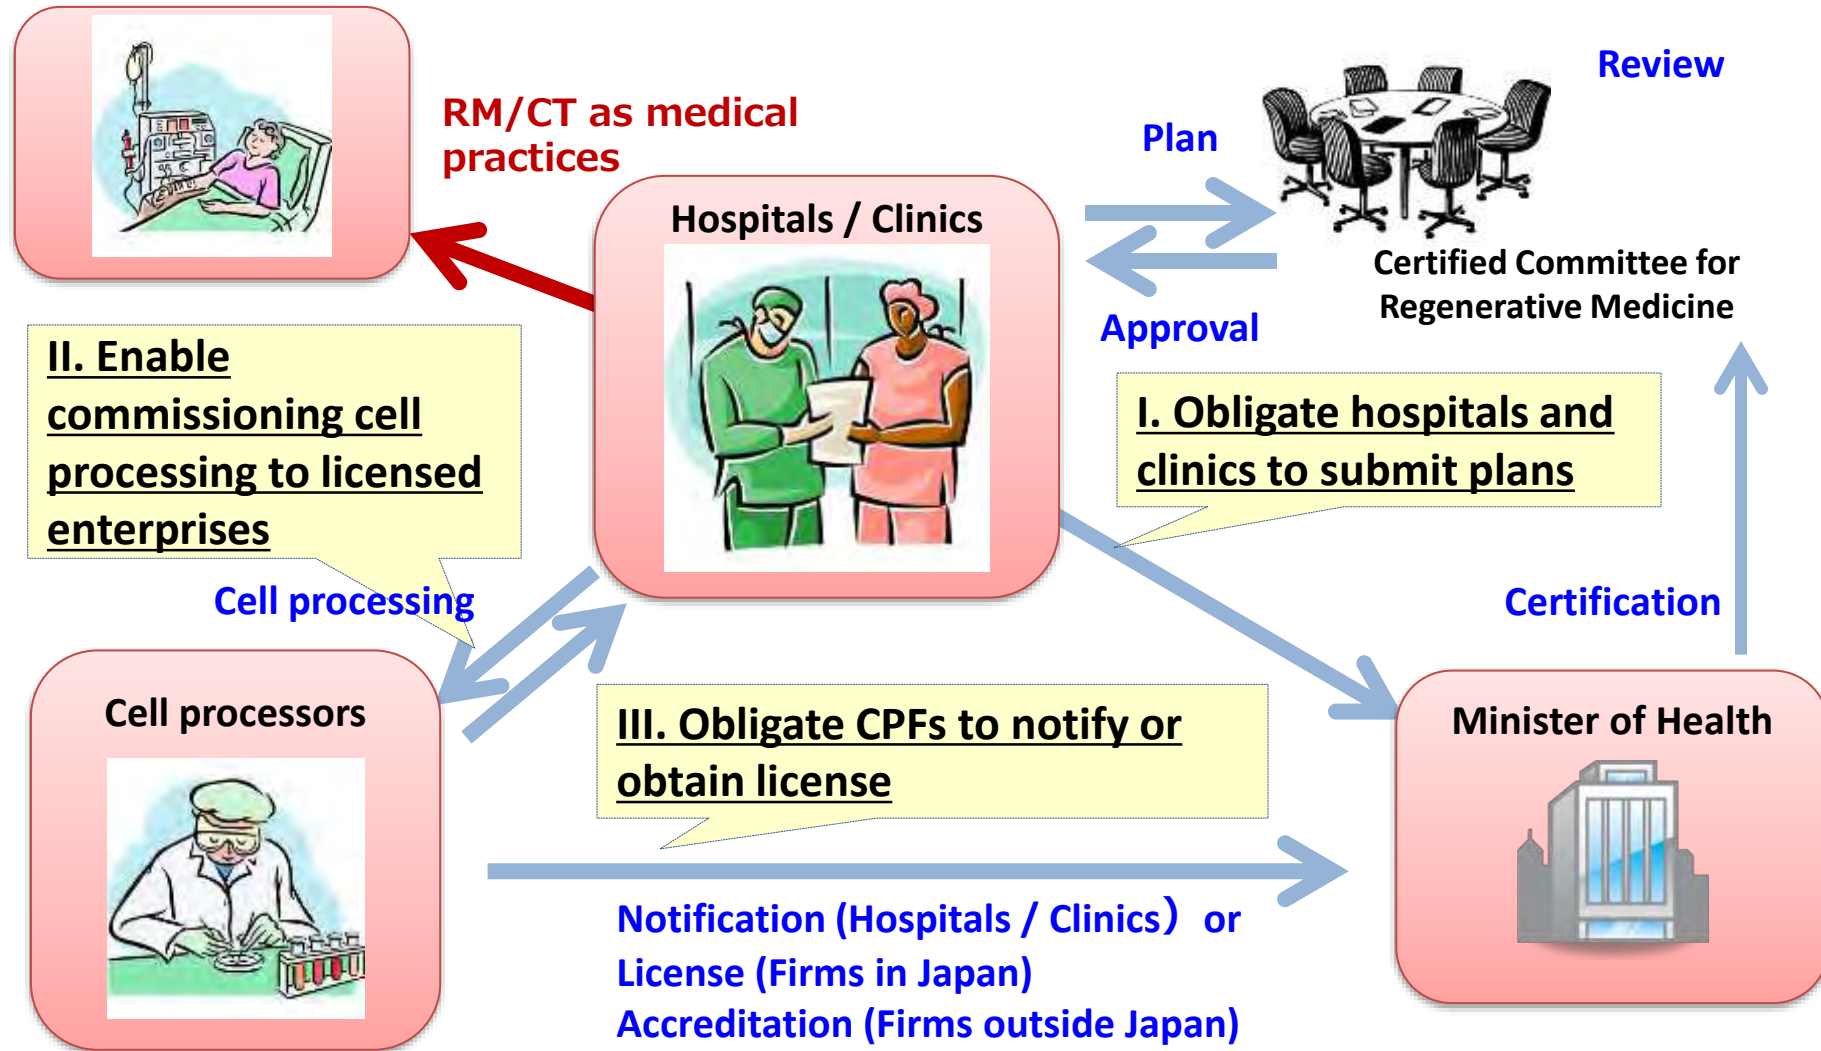 RM/CT as medical
practices
Hospitals / Clinics
Plan
Review
Certified Committee for
Regenerative Medicine
Approval
II. Enable
commissioning cell
processing to licensed
enterprises
I. Obligate hospitals and
clinics to submit plans
Cell processing
Certification
Cell processors
III. Obligate CPFs to notify or
obtain license
Minister of Health
Notification (Hospitals / Clinics）or
License (Firms in Japan)
Accreditation (Firms outside Japan)